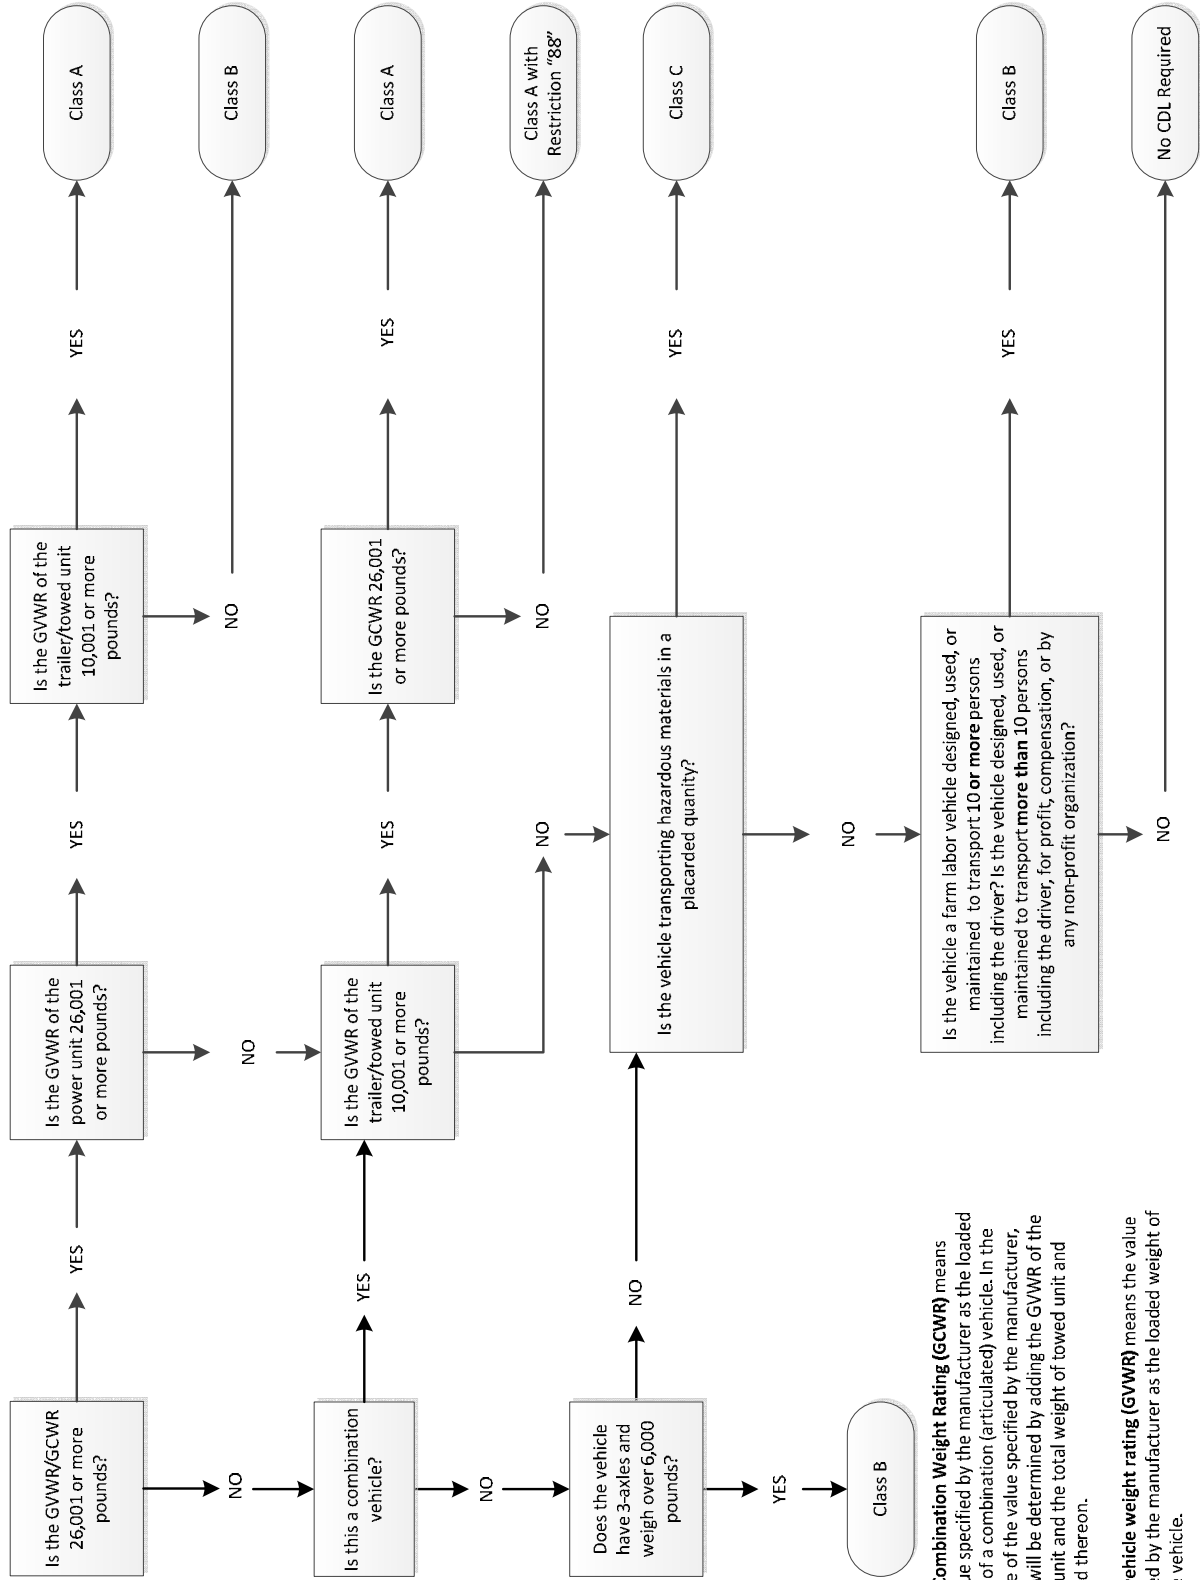 Is the GVWR/GCWR
26,001 or more
pounds?
YES
Is the GVWR of the
power unit 26,001
or more pounds?
YES
Is the GVWR of the
trailer/towed unit
10,001 or more
pounds?
YES
Class A
NO
Class B
NO
NO
Is this a combination
vehicle?
YES
Is the GVWR of the
trailer/towed unit
10,001 or more
pounds?
YES
Is the GCWR 26,001
or more pounds?
YES
Class A
NO
Class A with
Restriction “88”
NO
NO
Does the vehicle
have 3-axles and
weigh over 6,000
pounds?
NO
Is the vehicle transporting hazardous materials in a
placarded quanity?
YES
Class C
YES
Class B
NO
Is the vehicle a farm labor vehicle designed, used, or
maintained to transport 10 or more persons
including the driver? Is the vehicle designed, used, or
maintained to transport more than 10 persons
including the driver, for profit, compensation, or by
any non-profit organization?
YES
Class B
NO
No CDL Required
Combination Weight Rating (GCWR) means
specified by the manufacturer as the loaded
of a combination (articulated) vehicle. In the
of the value specified by the manufacturer,
will be determined by adding the GVWR of the
unit and the total weight of towed unit and
thereon.
vehicle weight rating (GVWR) means the value
by the manufacturer as the loaded weight of
vehicle.